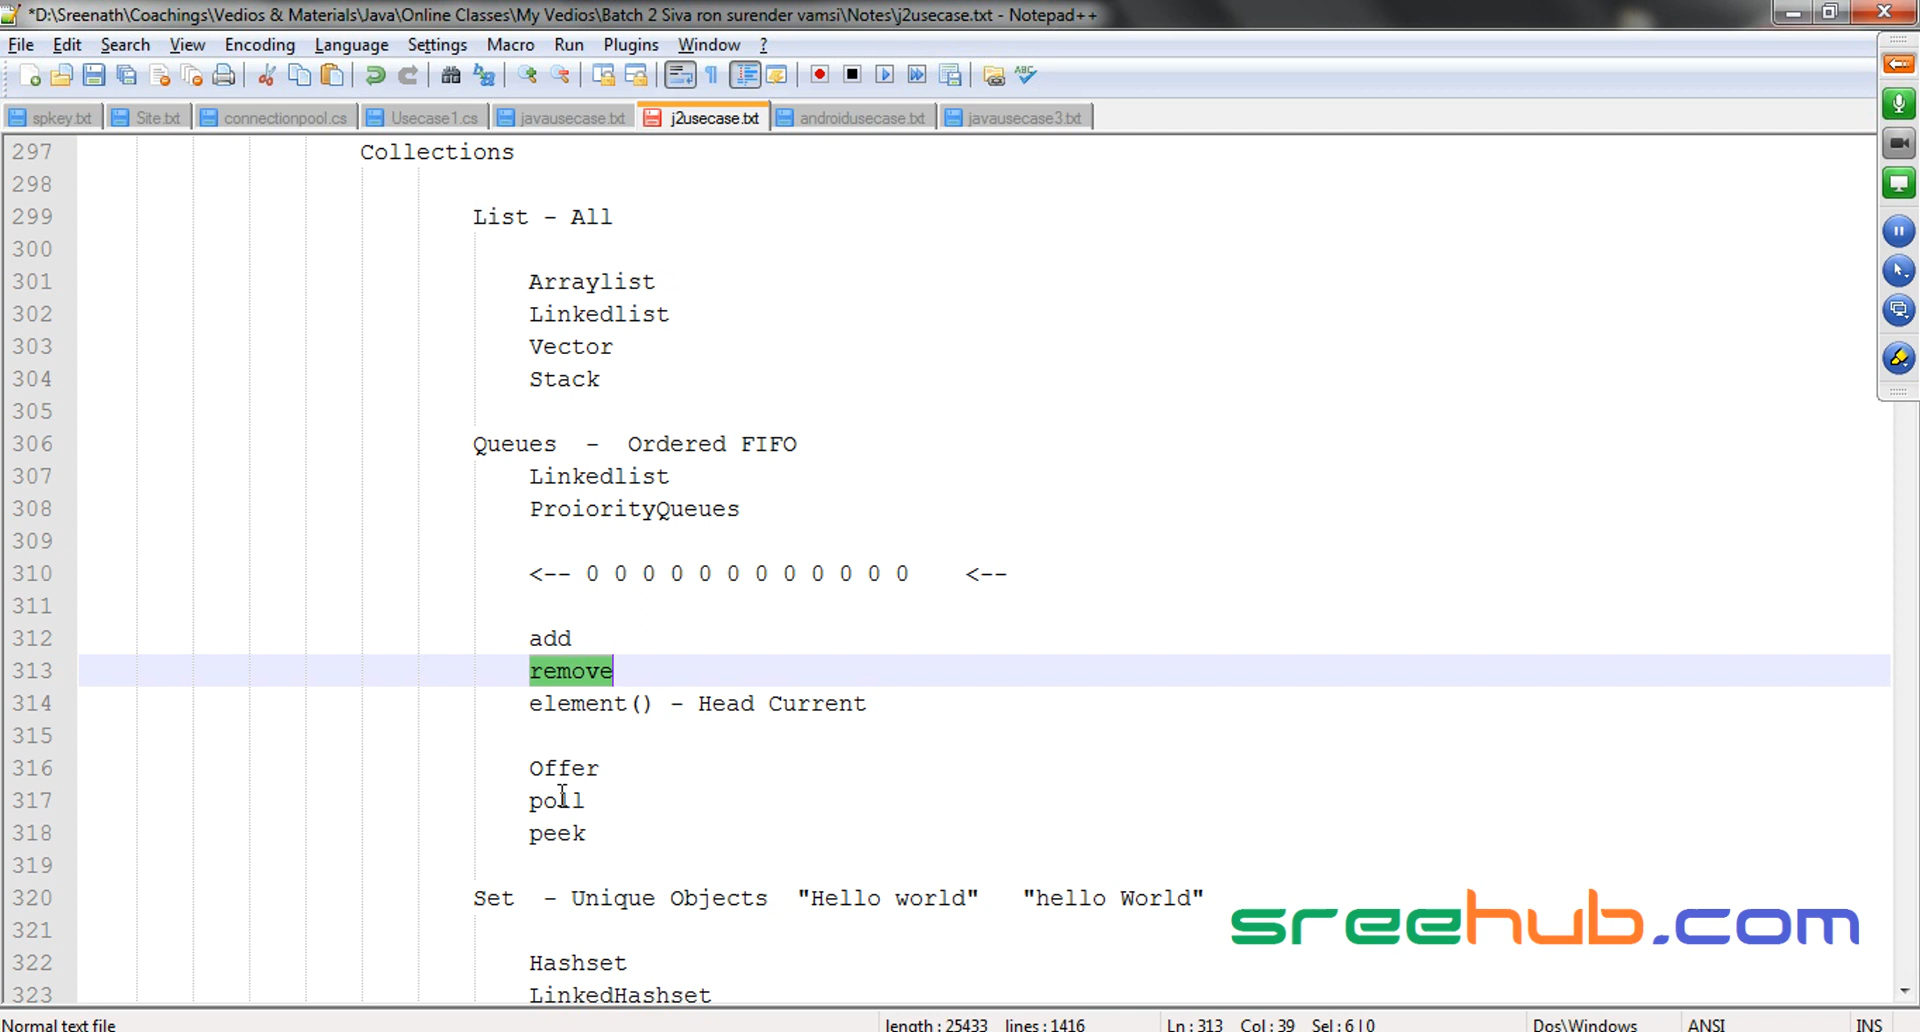 *D:\Sreenath\Coachings\Vedios & Materials\Java\Online Classes\My Vedios\Batch 2 Siva ron surender vamsi\Notes\j2usecase.txt - Notepad++
File Edit Search View Encoding Language Settings Macro Run Plugins Window ?
spkey.txt Site.txt connectionpool.cs Usecase1.cs javausecase.txt j2usecase.txt androidusecase.txt javausecase3.txt
297 Collections
298
299 List - All
300
301 Arraylist
302 Linkedlist
303 Vector
304 Stack
305
306 Queues - Ordered FIFO
307 Linkedlist
308 ProiorityQueues
309
310 <-- 0 0 0 0 0 0 0 0 0 0 0 0 <--
311
312 add
313 remove
314 element() - Head Current
315
316 Offer
317 poll
318 peek
319
320 Set - Unique Objects "Hello world" "hello World"
321
322 Hashset
323 LinkedHashset
sreehub.com
Normal text file length : 25433 lines : 1416 Ln : 313 Col : 39 Sel : 6 | 0 Dos\Windows ANSI INS